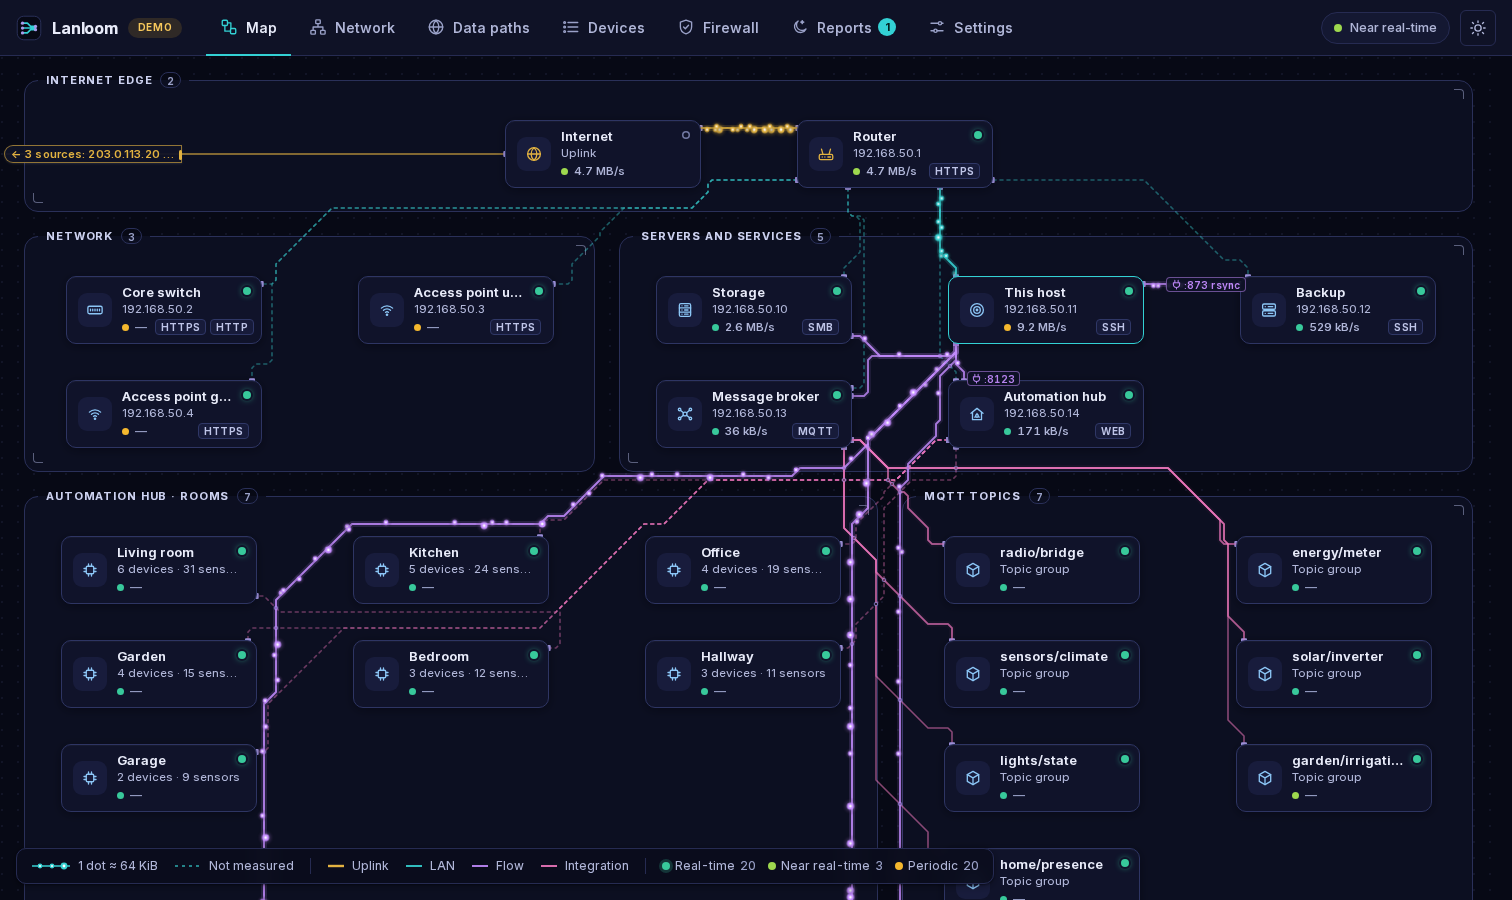 Lanloom DEMO Map Network Data paths Devices Firewall Reports 1 Settings Near real-time
INTERNET EDGE 2
Internet
Uplink
4.7 MB/s
Router
192.168.50.1
4.7 MB/s HTTPS
← 3 sources: 203.0.113.20 ...
NETWORK 3
Core switch
192.168.50.2
— HTTPS HTTP
Access point u...
192.168.50.3
— HTTPS
Access point g...
192.168.50.4
— HTTPS
SERVERS AND SERVICES 5
Storage
192.168.50.10
2.6 MB/s SMB
This host
192.168.50.11
9.2 MB/s SSH
:873 rsync
Backup
192.168.50.12
529 kB/s SSH
Message broker
192.168.50.13
36 kB/s MQTT
:8123
Automation hub
192.168.50.14
171 kB/s WEB
AUTOMATION HUB · ROOMS 7
Living room
6 devices · 31 sens...
—
Kitchen
5 devices · 24 sens...
—
Office
4 devices · 19 sens...
—
Garden
4 devices · 15 sens...
—
Bedroom
3 devices · 12 sens...
—
Hallway
3 devices · 11 sensors
—
Garage
2 devices · 9 sensors
—
MQTT TOPICS 7
radio/bridge
Topic group
—
energy/meter
Topic group
—
sensors/climate
Topic group
—
solar/inverter
Topic group
—
lights/state
Topic group
—
garden/irrigati...
Topic group
—
home/presence
Topic group
—
1 dot ≈ 64 KiB Not measured Uplink LAN Flow Integration Real-time 20 Near real-time 3 Periodic 20